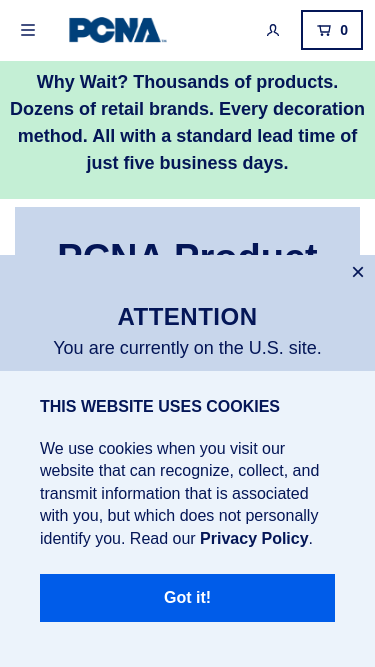 PCNA
0
Why Wait? Thousands of products.
Dozens of retail brands. Every decoration
method. All with a standard lead time of
just five business days.
PCNA Product
ATTENTION
You are currently on the U.S. site.
THIS WEBSITE USES COOKIES
We use cookies when you visit our
website that can recognize, collect, and
transmit information that is associated
with you, but which does not personally
identify you. Read our Privacy Policy.
Got it!